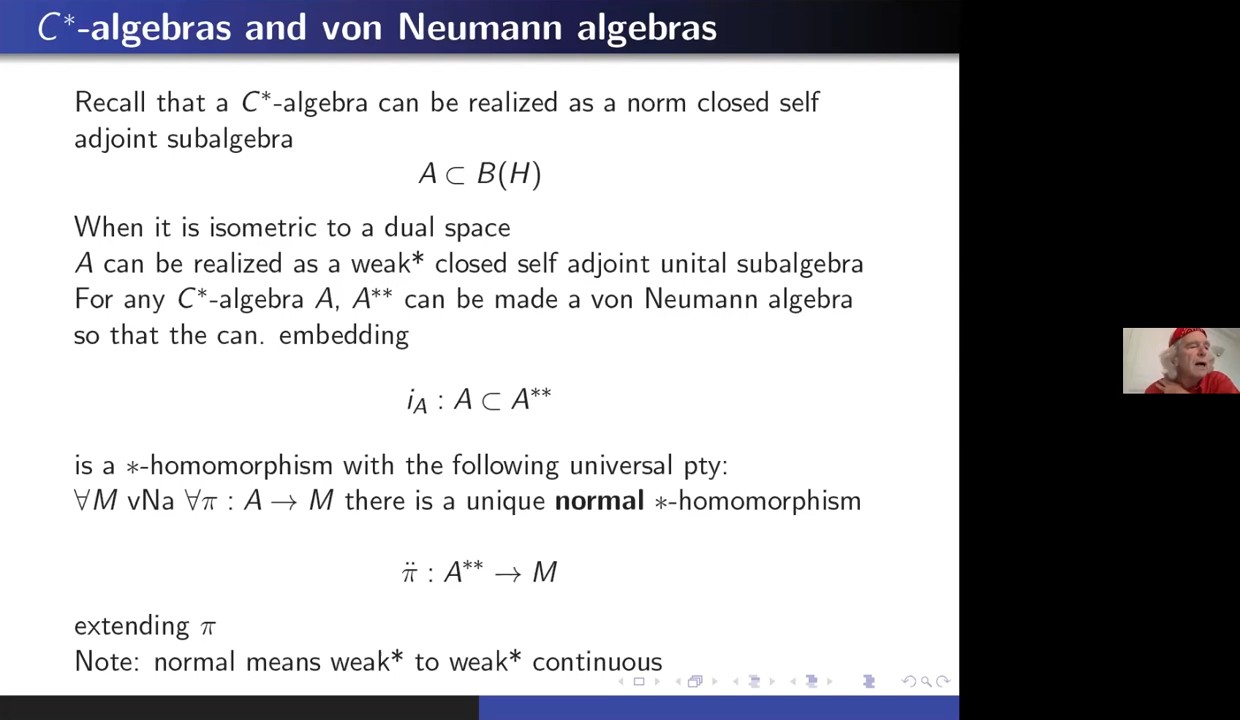 C*-algebras and von Neumann algebras
Recall that a C*-algebra can be realized as a norm closed self
adjoint subalgebra
A ⊂ B(H)
When it is isometric to a dual space
A can be realized as a weak* closed self adjoint unital subalgebra
For any C*-algebra A, A** can be made a von Neumann algebra
so that the can. embedding
i_A : A ⊂ A**
is a ∗-homomorphism with the following universal pty:
∀M vNa ∀π : A → M there is a unique normal ∗-homomorphism
π̈ : A** → M
extending π
Note: normal means weak* to weak* continuous